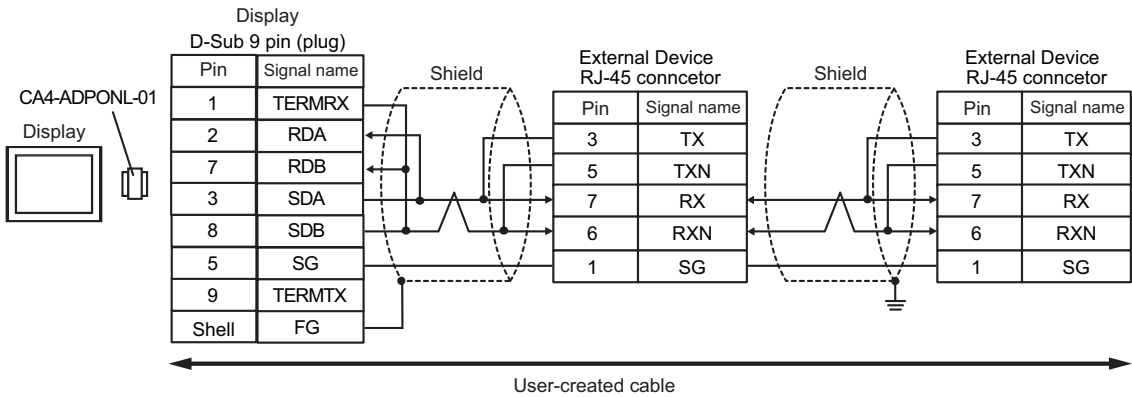 Display
D-Sub 9 pin (plug)
Pin Signal name
1 TERMRX
2 RDA
7 RDB
3 SDA
8 SDB
5 SG
9 TERMTX
Shell FG
CA4-ADPONL-01
Display
Shield
External Device
RJ-45 conncetor
Pin Signal name
3 TX
5 TXN
7 RX
6 RXN
1 SG
Shield
External Device
RJ-45 conncetor
Pin Signal name
3 TX
5 TXN
7 RX
6 RXN
1 SG
User-created cable